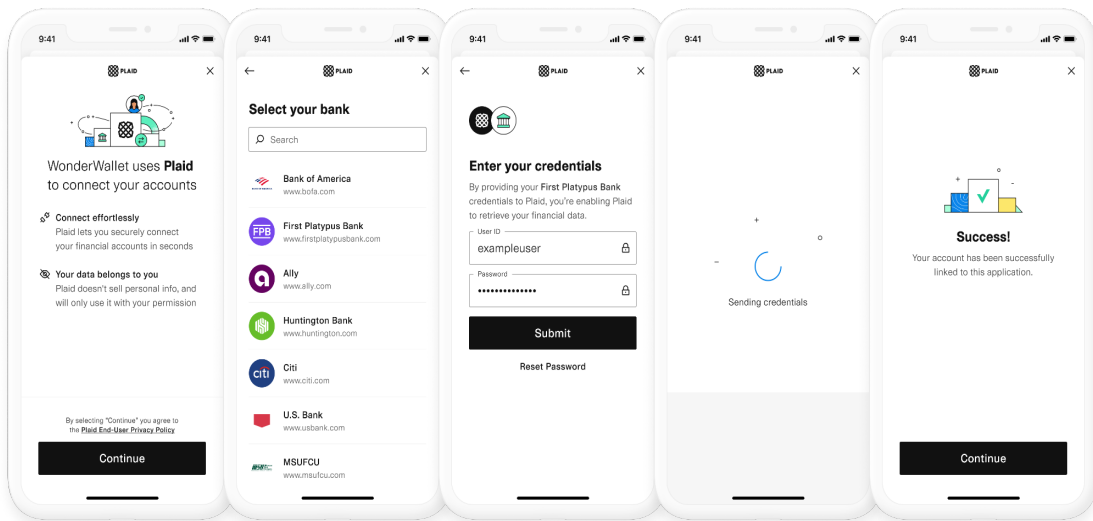 9:41
PLAID
WonderWallet uses Plaid
to connect your accounts
Connect effortlessly
Plaid lets you securely connect
your financial accounts in seconds
Your data belongs to you
Plaid doesn't sell personal info, and
will only use it with your permission
By selecting "Continue" you agree to
the Plaid End-User Privacy Policy
Continue
9:41
PLAID
Select your bank
Search
Bank of America
www.bofa.com
FPB
First Platypus Bank
www.firstplatypusbank.com
Ally
www.ally.com
Huntington Bank
www.huntington.com
citi
Citi
www.citi.com
U.S. Bank
www.usbank.com
MSUFCU
www.msufcu.com
9:41
PLAID
Enter your credentials
By providing your First Platypus Bank
credentials to Plaid, you're enabling Plaid
to retrieve your financial data.
User ID
exampleuser
Password
••••••••••••••
Submit
Reset Password
9:41
PLAID
Sending credentials
9:41
PLAID
Success!
Your account has been successfully
linked to this application.
Continue